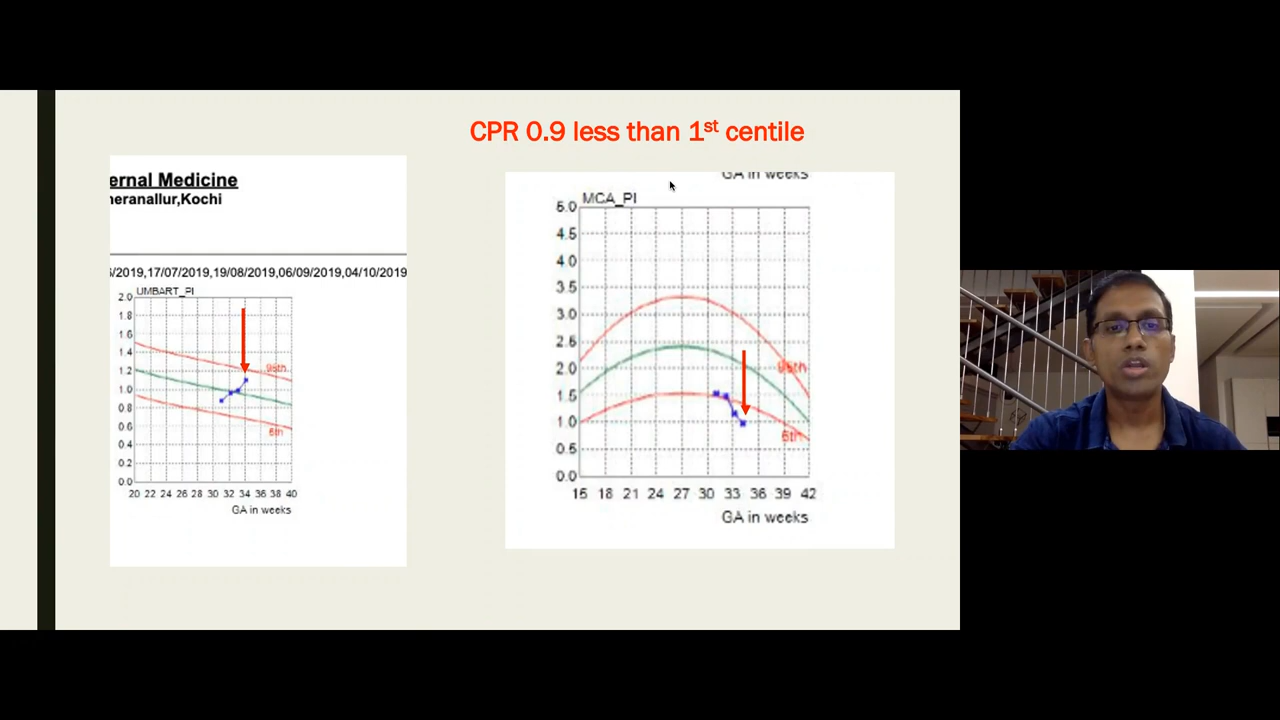 CPR 0.9 less than 1st centile
ernal Medicine
neranallur,Kochi
/2019,17/07/2019,19/08/2019,06/09/2019,04/10/2019
UMBART_PI
2.0
1.8
1.6
1.4
1.2
1.0
0.8
0.6
0.4
0.2
0.0
95th
5th
20 22 24 26 28 30 32 34 36 38 40
GA in weeks
GA in weeks
MCA_PI
5.0
4.5
4.0
3.5
3.0
2.5
2.0
1.5
1.0
0.5
0.0
95th
5th
15 18 21 24 27 30 33 36 39 42
GA in weeks